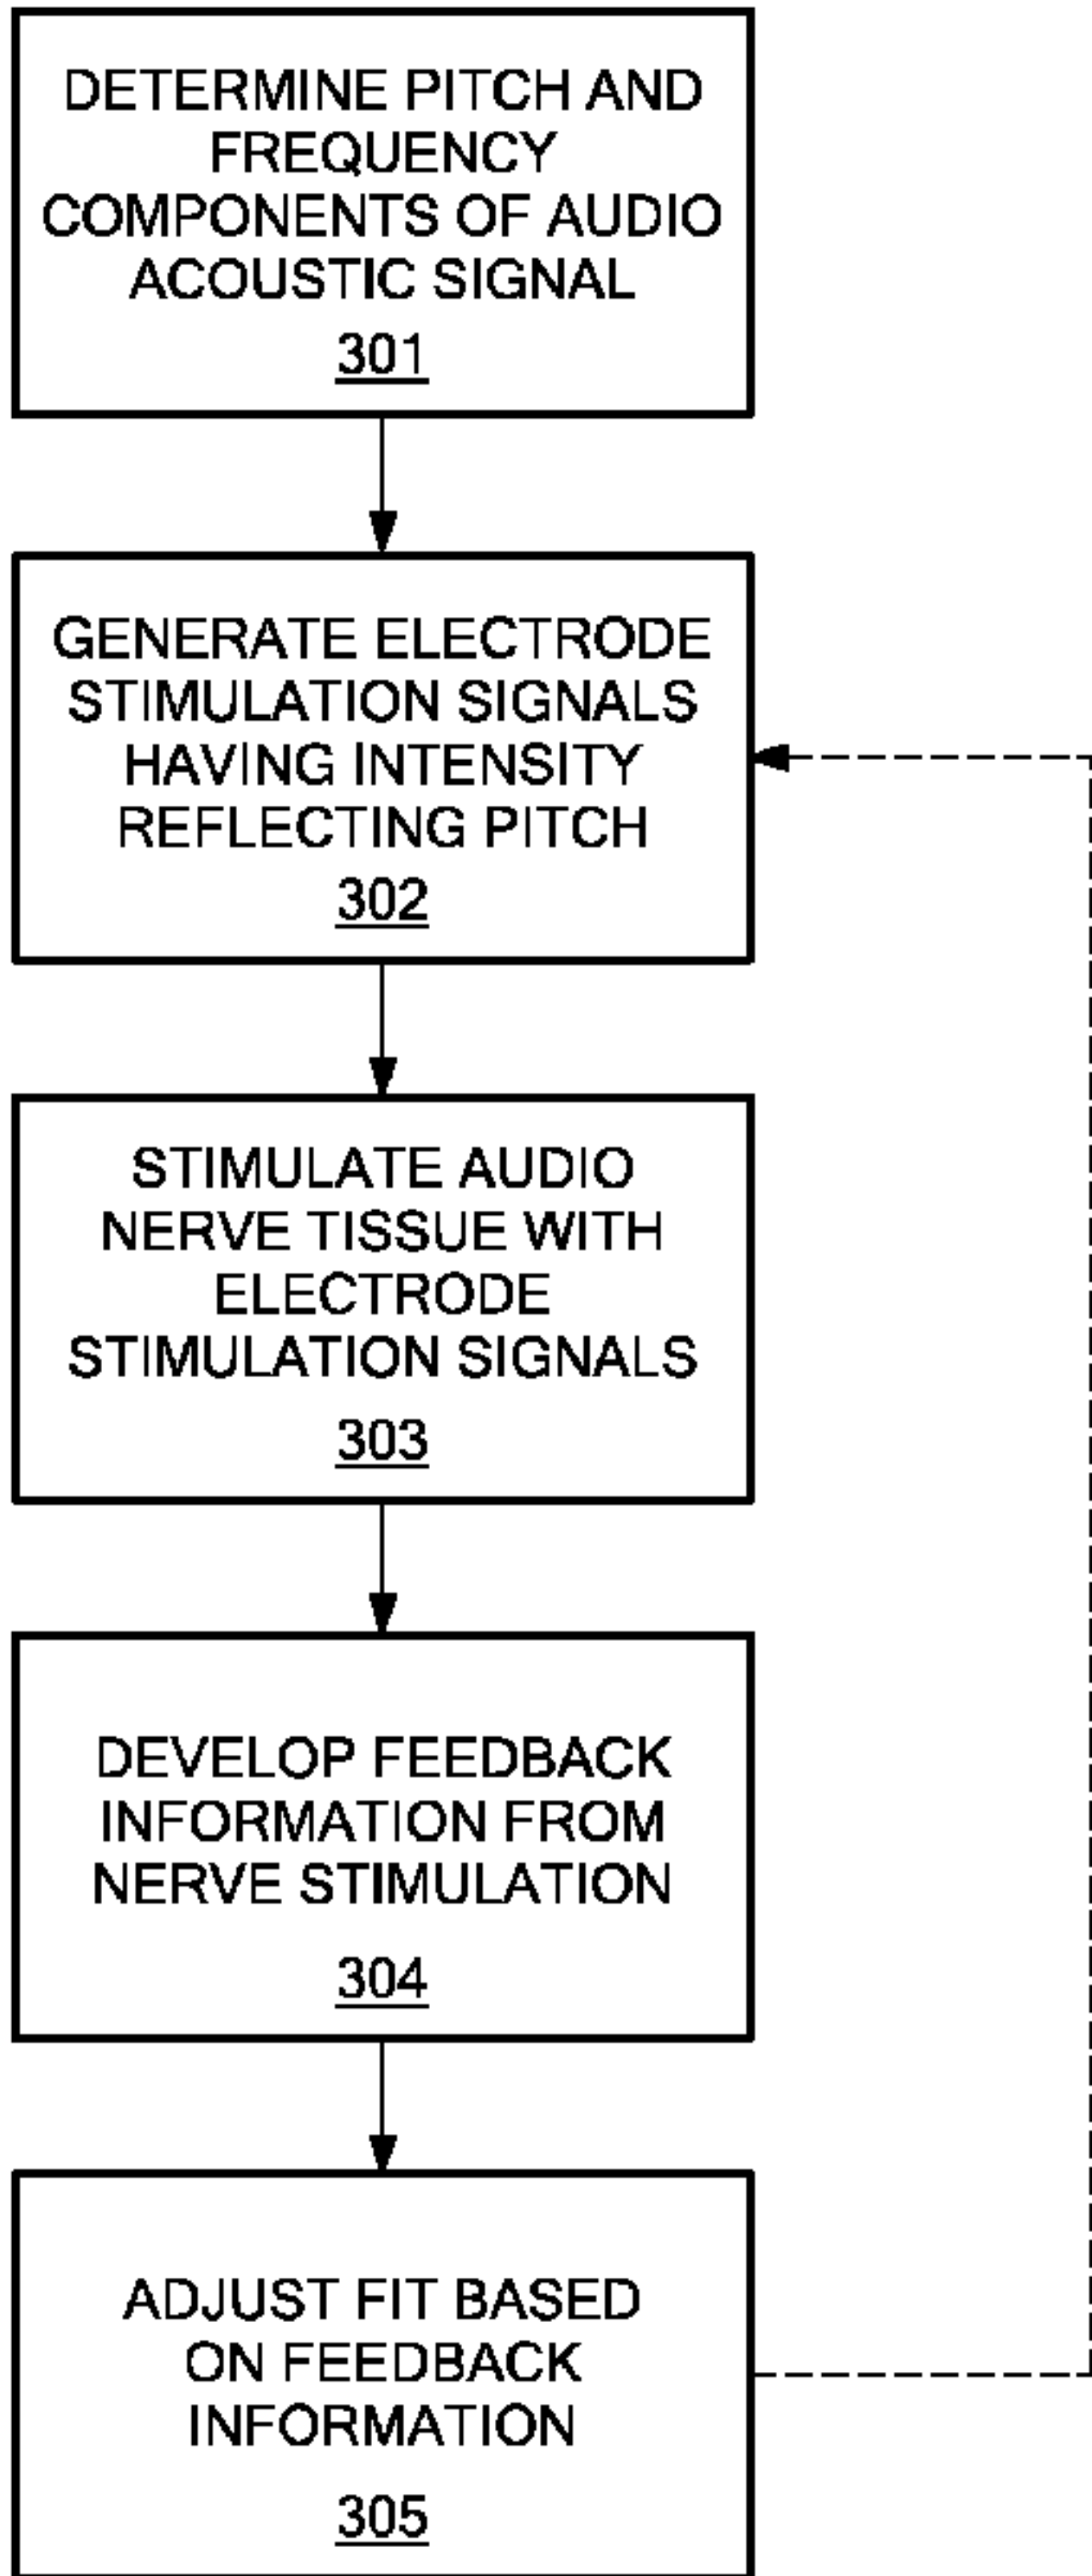 DETERMINE PITCH AND
FREQUENCY
COMPONENTS OF AUDIO
ACOUSTIC SIGNAL
301
GENERATE ELECTRODE
STIMULATION SIGNALS
HAVING INTENSITY
REFLECTING PITCH
302
STIMULATE AUDIO
NERVE TISSUE WITH
ELECTRODE
STIMULATION SIGNALS
303
DEVELOP FEEDBACK
INFORMATION FROM
NERVE STIMULATION
304
ADJUST FIT BASED
ON FEEDBACK
INFORMATION
305